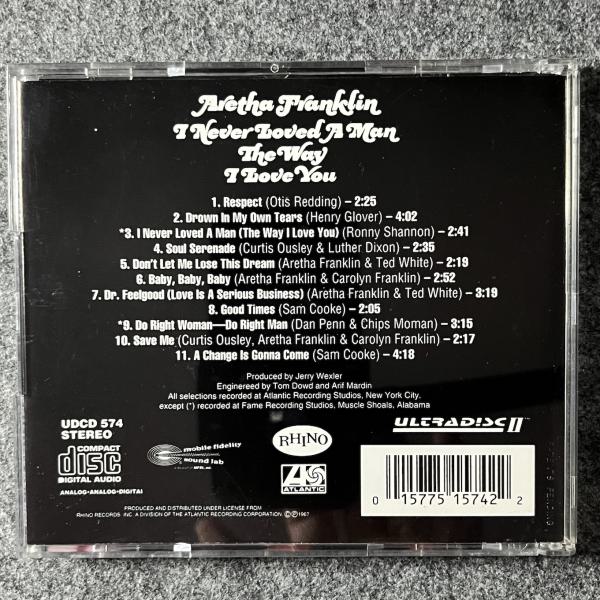 Aretha Franklin
I Never Loved A Man
The Way
I Love You
1. Respect (Otis Redding) – 2:25
2. Drown In My Own Tears (Henry Glover) – 4:02
*3. I Never Loved A Man (The Way I Love You) (Ronny Shannon) – 2:41
4. Soul Serenade (Curtis Ousley & Luther Dixon) – 2:35
5. Don't Let Me Lose This Dream (Aretha Franklin & Ted White) – 2:19
6. Baby, Baby, Baby (Aretha Franklin & Carolyn Franklin) – 2:52
7. Dr. Feelgood (Love Is A Serious Business) (Aretha Franklin & Ted White) – 3:19
8. Good Times (Sam Cooke) – 2:05
*9. Do Right Woman—Do Right Man (Dan Penn & Chips Moman) – 3:15
10. Save Me (Curtis Ousley, Aretha Franklin & Carolyn Franklin) – 2:17
11. A Change Is Gonna Come (Sam Cooke) – 4:18
Produced by Jerry Wexler
Engineereed by Tom Dowd and Arif Mardin
All selections recorded at Atlantic Recording Studios, New York City,
except (*) recorded at Fame Recording Studios, Muscle Shoals, Alabama
UDCD 574
STEREO
COMPACT
disc
DIGITAL AUDIO
ANALOG-ANALOG-DIGITAL
mobile fidelity
sound lab
RHINO
ATLANTIC
ULTRADISC II
0 15775 15742 2
PRODUCED AND DISTRIBUTED UNDER LICENSE FROM
RHINO RECORDS, INC. A DIVISION OF THE ATLANTIC RECORDING CORPORATION. ©℗1967